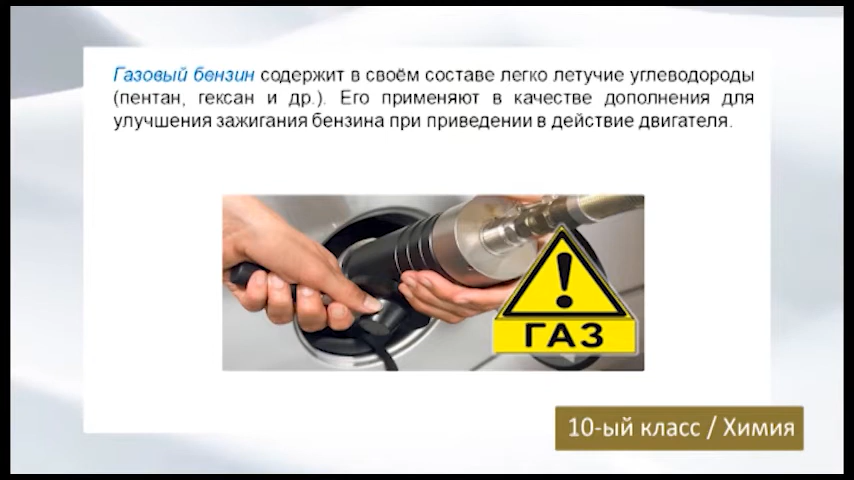 Газовый бензин содержит в своём составе легко летучие углеводороды
(пентан, гексан и др.). Его применяют в качестве дополнения для
улучшения зажигания бензина при приведении в действие двигателя.
ГАЗ
10-ый класс / Химия